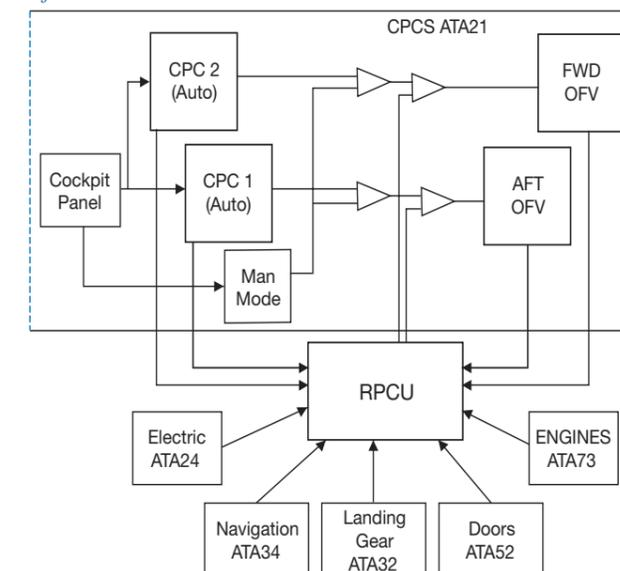 CPCS ATA21
CPC 2
(Auto)
FWD
OFV
Cockpit
Panel
CPC 1
(Auto)
AFT
OFV
Man
Mode
RPCU
Electric
ATA24
ENGINES
ATA73
Navigation
ATA34
Landing
Gear
ATA32
Doors
ATA52